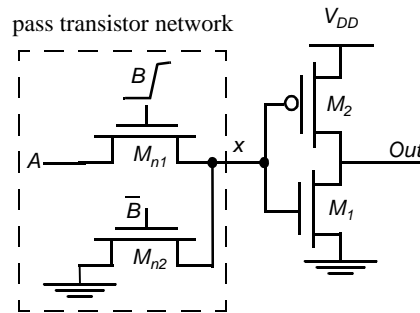 pass transistor network
V_DD
B
M_2
A
M_n1
x
Out
B̅
M_1
M_n2